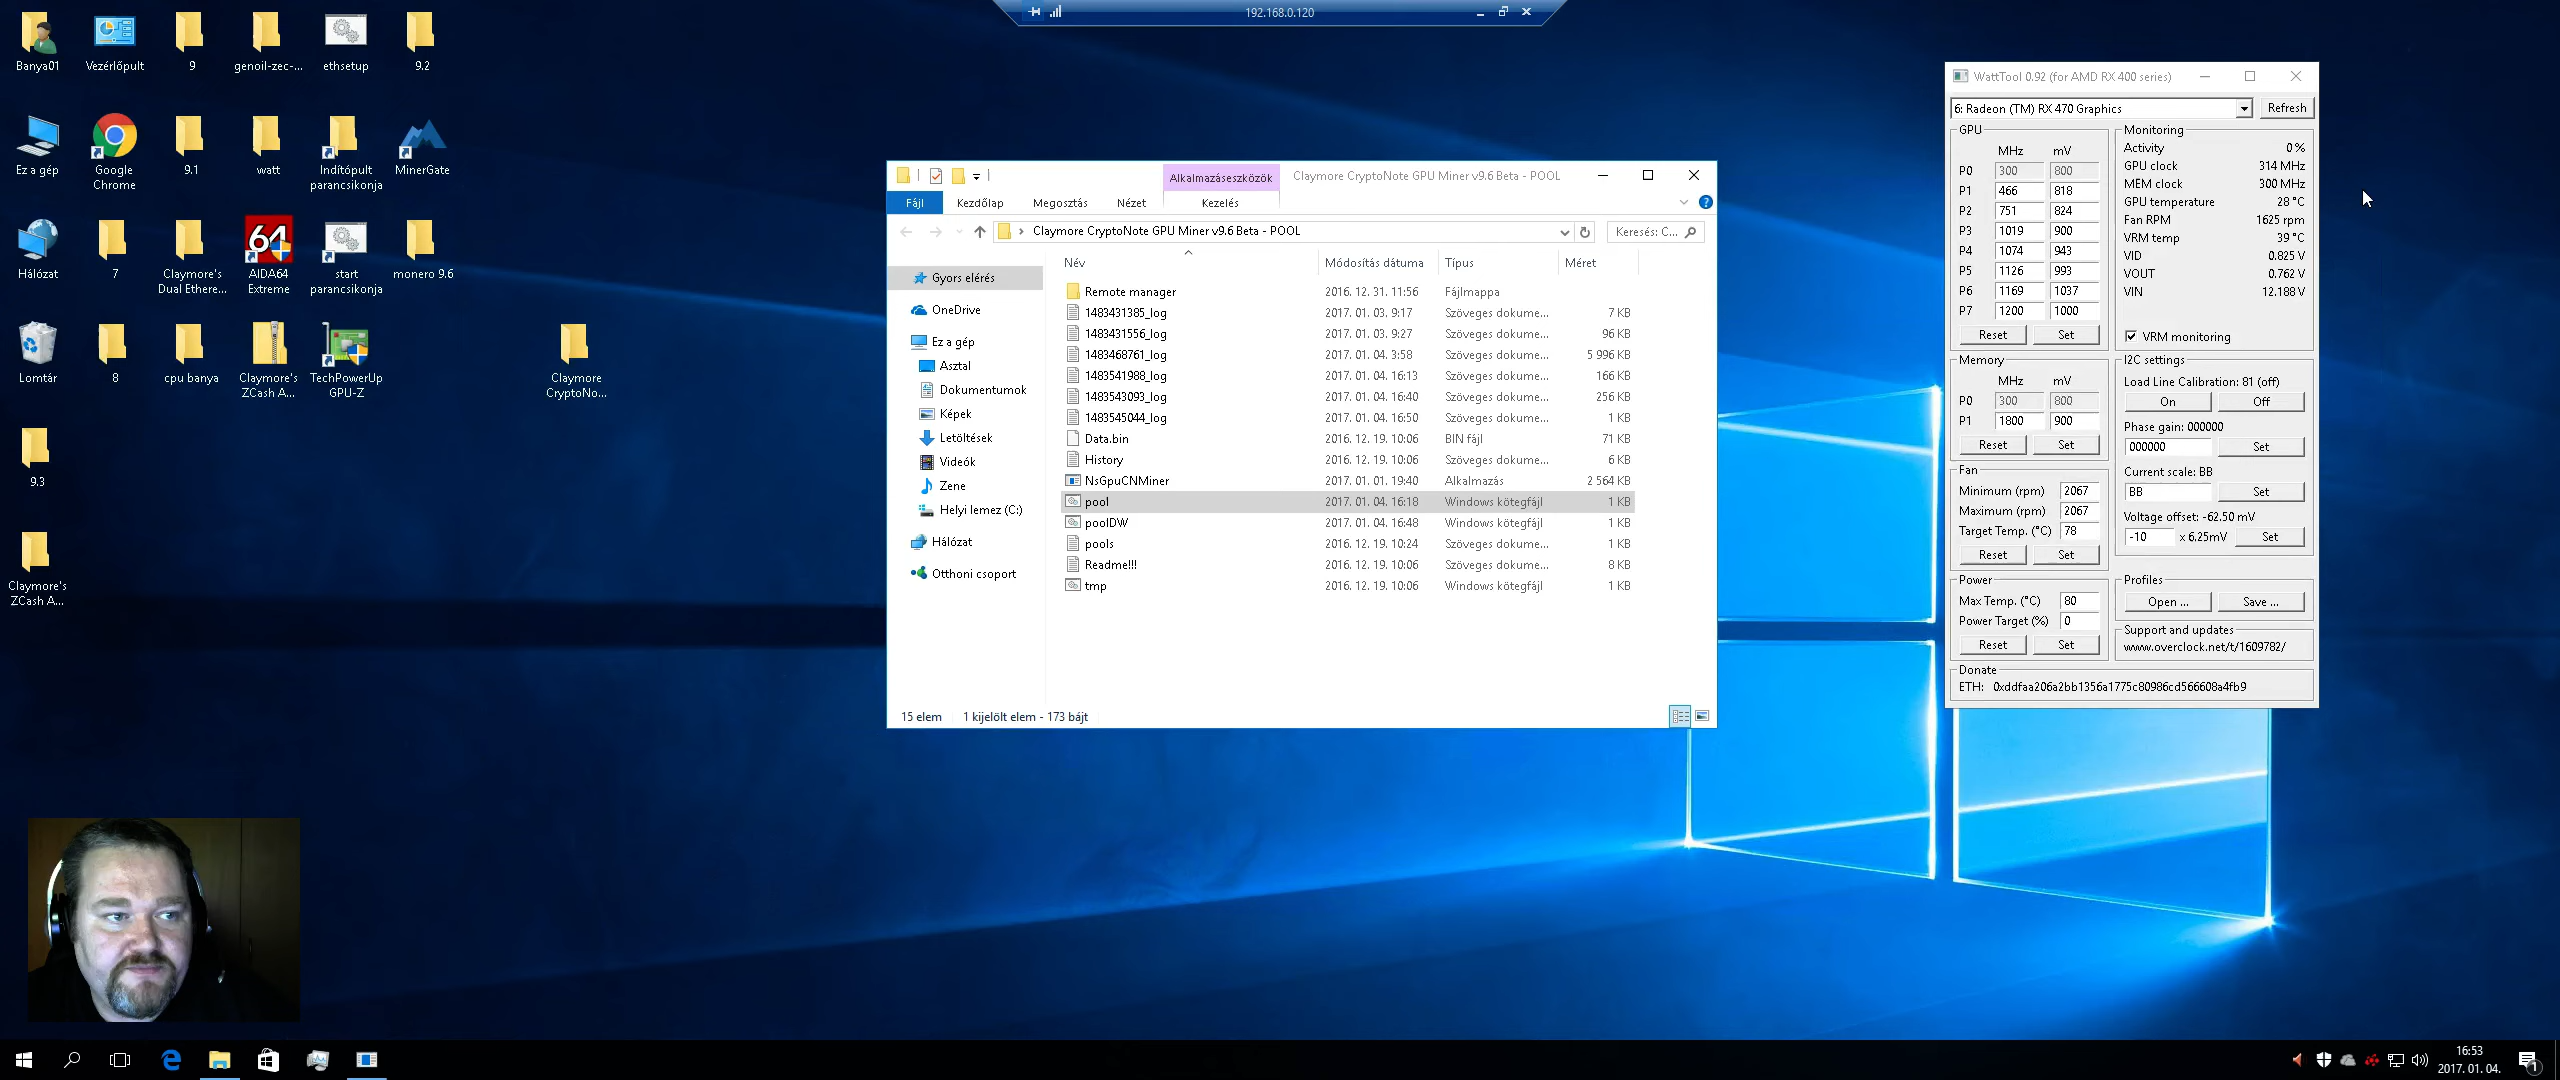 192.168.0.120
Banya01
Vezérlőpult
9
genoil-zec-...
ethsetup
9.2
Ez a gép
Google
Chrome
9.1
watt
Indítópult
parancsikonja
MinerGate
Hálózat
7
Claymore's
Dual Ethere...
AIDA64
Extreme
start
parancsikonja
monero 9.6
Lomtár
8
cpu banya
Claymore's
ZCash A...
TechPowerUp
GPU-Z
Claymore
CryptoNo...
9.3
Claymore's
ZCash A...
Alkalmazáseszközök
Claymore CryptoNote GPU Miner v9.6 Beta - POOL
Fájl
Kezdőlap
Megosztás
Nézet
Kezelés
Claymore CryptoNote GPU Miner v9.6 Beta - POOL
Keresés: C...
Gyors elérés
OneDrive
Ez a gép
Asztal
Dokumentumok
Képek
Letöltések
Videók
Zene
Helyi lemez (C:)
Hálózat
Otthoni csoport
Név Módosítás dátuma Típus Méret
Remote manager 2016. 12. 31. 11:56 Fájlmappa
1483431385_log 2017. 01. 03. 9:17 Szöveges dokume... 7 KB
1483431556_log 2017. 01. 03. 9:27 Szöveges dokume... 96 KB
1483468761_log 2017. 01. 04. 3:58 Szöveges dokume... 5 996 KB
1483541988_log 2017. 01. 04. 16:13 Szöveges dokume... 166 KB
1483543093_log 2017. 01. 04. 16:40 Szöveges dokume... 256 KB
1483545044_log 2017. 01. 04. 16:50 Szöveges dokume... 1 KB
Data.bin 2016. 12. 19. 10:06 BIN fájl 71 KB
History 2016. 12. 19. 10:06 Szöveges dokume... 6 KB
NsGpuCNMiner 2017. 01. 01. 19:40 Alkalmazás 2 564 KB
pool 2017. 01. 04. 16:18 Windows kötegfájl 1 KB
poolDW 2017. 01. 04. 16:48 Windows kötegfájl 1 KB
pools 2016. 12. 19. 10:24 Szöveges dokume... 1 KB
Readme!!! 2016. 12. 19. 10:06 Szöveges dokume... 8 KB
tmp 2016. 12. 19. 10:06 Windows kötegfájl 1 KB
15 elem 1 kijelölt elem - 173 bájt
WattTool 0.92 (for AMD RX 400 series)
6: Radeon (TM) RX 470 Graphics
Refresh
GPU
MHz mV
P0 300 800
P1 466 818
P2 751 824
P3 1019 900
P4 1074 943
P5 1126 993
P6 1169 1037
P7 1200 1000
Reset Set
Memory
MHz mV
P0 300 800
P1 1800 900
Reset Set
Fan
Minimum (rpm) 2067
Maximum (rpm) 2067
Target Temp. (°C) 78
Reset Set
Power
Max Temp. (°C) 80
Power Target (%) 0
Reset Set
Monitoring
Activity 0 %
GPU clock 314 MHz
MEM clock 300 MHz
GPU temperature 28 °C
Fan RPM 1625 rpm
VRM temp 39 °C
VID 0.825 V
VOUT 0.762 V
VIN 12.188 V
VRM monitoring
I2C settings
Load Line Calibration: 81 (off)
On Off
Phase gain: 000000
000000 Set
Current scale: BB
BB Set
Voltage offset: -62.50 mV
-10 x 6,25mV Set
Profiles
Open ... Save ...
Support and updates
www.overclock.net/t/1609782/
Donate
ETH: 0xddfaa206a2bb1356a1775c80986cd566608a4fb9
16:53
2017. 01. 04.
1